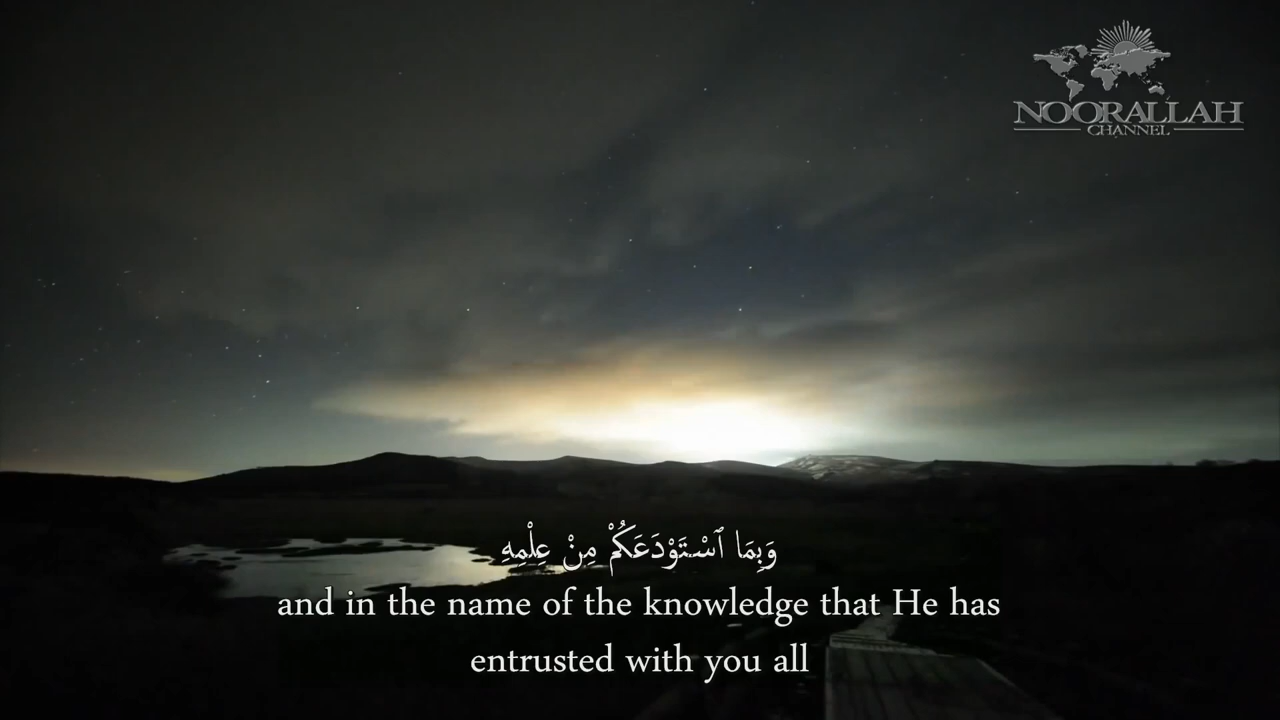 NOORALLAH
CHANNEL
وَبِمَا ٱسْتَوْدَعَكُمْ مِنْ عِلْمِهِ
and in the name of the knowledge that He has
entrusted with you all